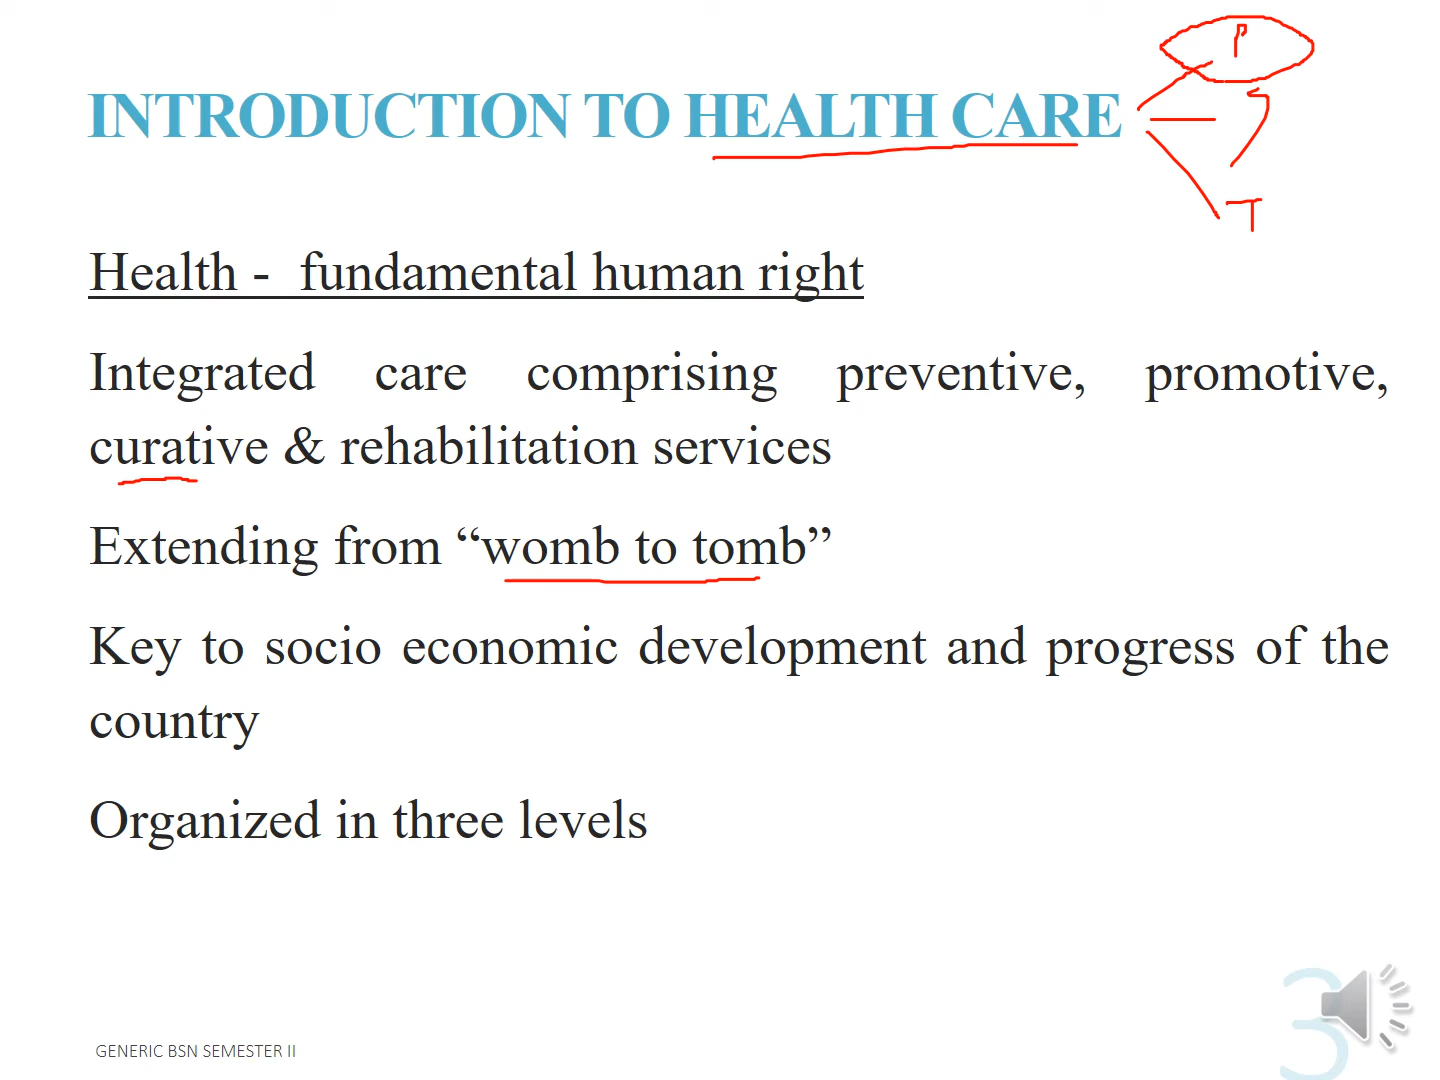 P
INTRODUCTION TO HEALTH CARE
T
Health - fundamental human right
Integrated care comprising preventive, promotive,
curative & rehabilitation services
Extending from “womb to tomb”
Key to socio economic development and progress of the
country
Organized in three levels
3
GENERIC BSN SEMESTER II